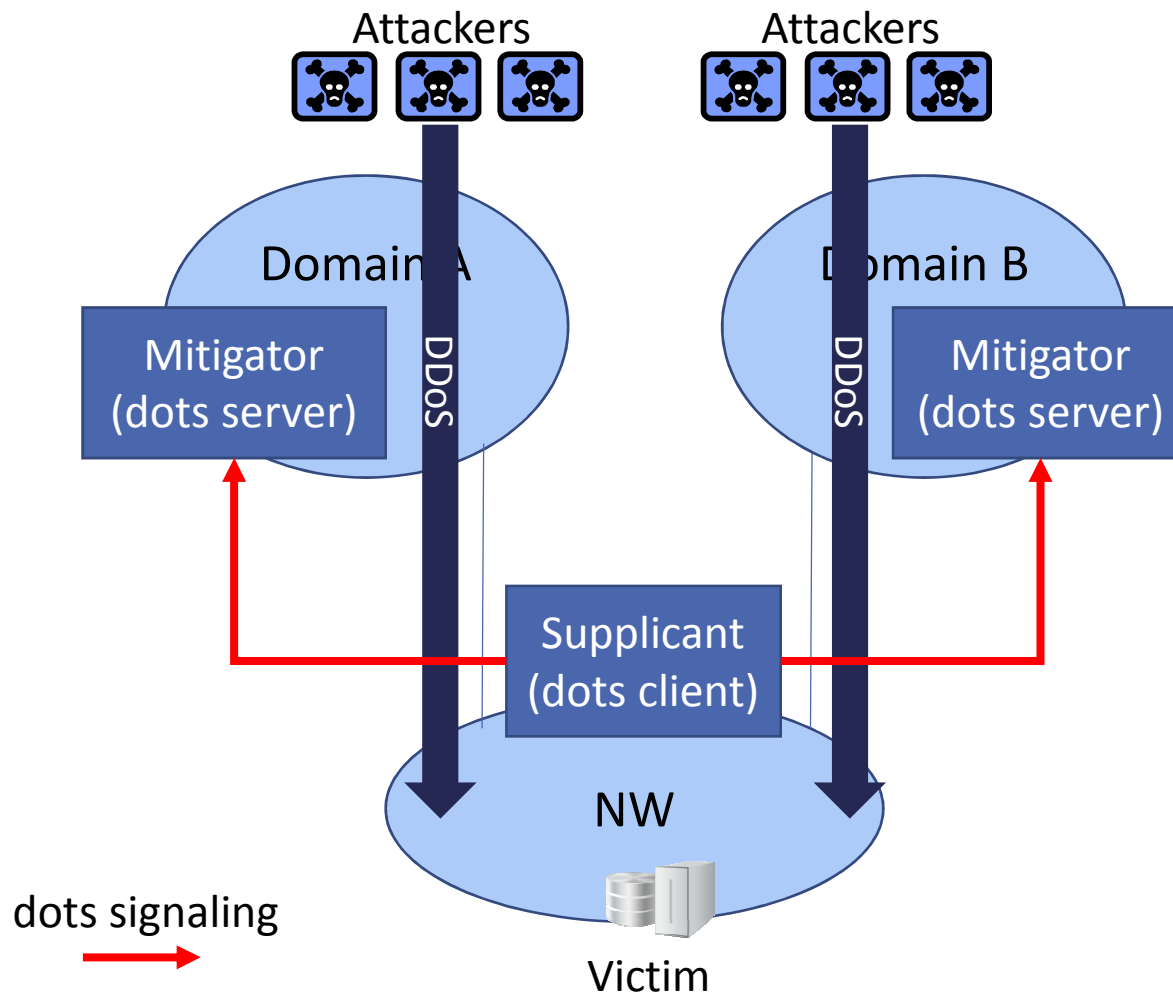 Attackers
Attackers
Domain A
Domain B
Mitigator
(dots server)
DDoS
DDoS
Mitigator
(dots server)
Supplicant
(dots client)
NW
dots signaling
Victim